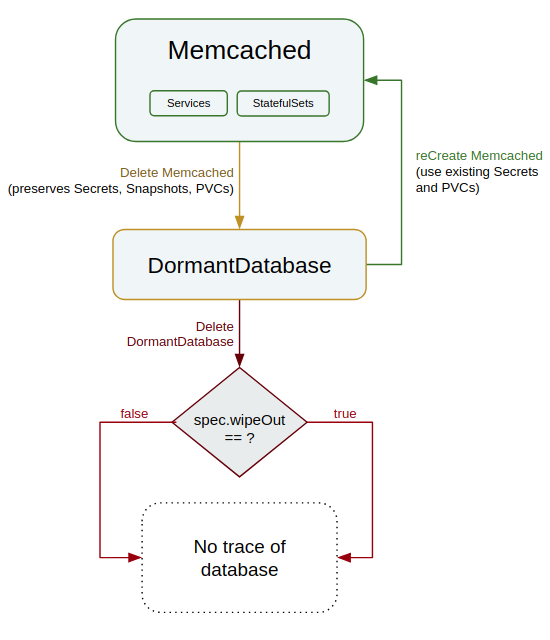 Memcached
Services
StatefulSets
Delete Memcached
(preserves Secrets, Snapshots, PVCs)
reCreate Memcached
(use existing Secrets
and PVCs)
DormantDatabase
Delete
DormantDatabase
false
spec.wipeOut
== ?
true
No trace of
database